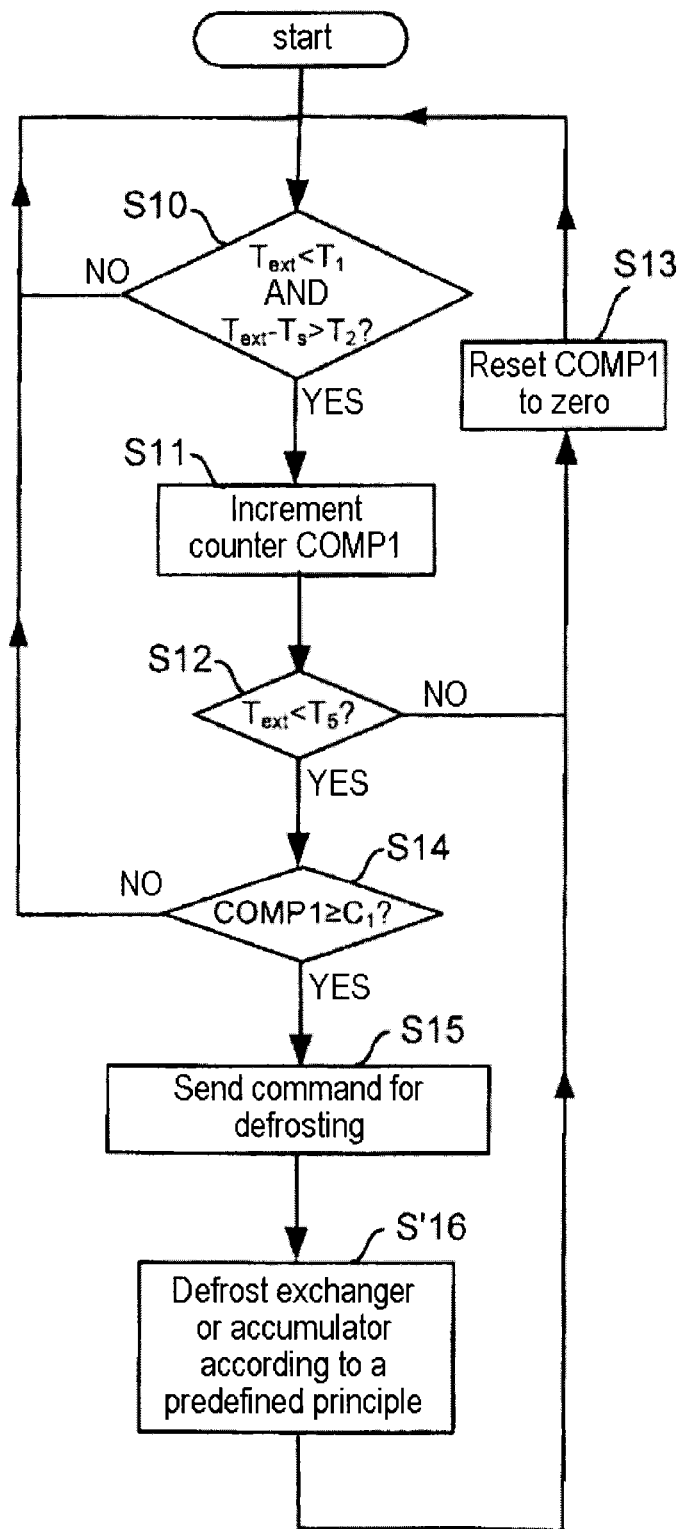 start
S10
T_ext<T_1
AND
T_ext-T_s>T_2?
NO
YES
S13
Reset COMP1
to zero
S11
Increment
counter COMP1
S12
T_ext<T_5?
NO
YES
S14
COMP1≥C_1?
NO
YES
S15
Send command for
defrosting
S'16
Defrost exchanger
or accumulator
according to a
predefined principle